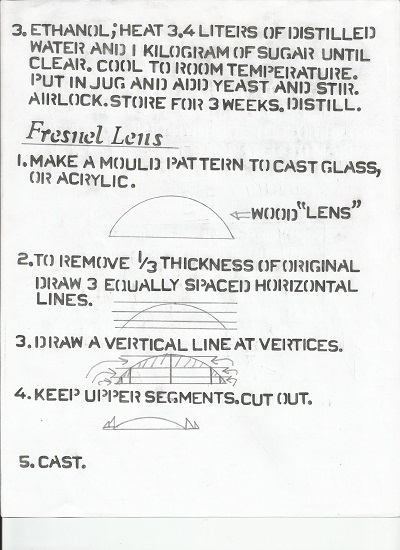 3. ETHANOL; HEAT 3.4 LITERS OF DISTILLED
WATER AND 1 KILOGRAM OF SUGAR UNTIL
CLEAR. COOL TO ROOM TEMPERATURE.
PUT IN JUG AND ADD YEAST AND STIR.
AIRLOCK. STORE FOR 3 WEEKS. DISTILL.
Fresnel Lens
1. MAKE A MOULD PATTERN TO CAST GLASS,
OR ACRYLIC.
WOOD "LENS"
2. TO REMOVE 1/3 THICKNESS OF ORIGINAL
DRAW 3 EQUALLY SPACED HORIZONTAL
LINES.
3. DRAW A VERTICAL LINE AT VERTICES.
4. KEEP UPPER SEGMENTS. CUT OUT.
5. CAST.